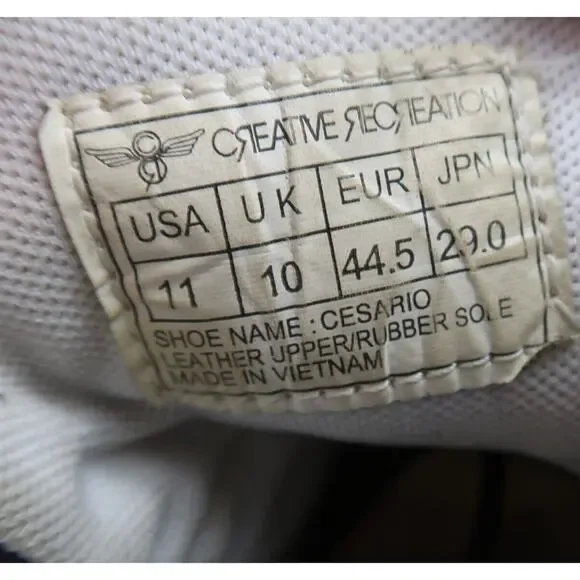 CREATIVE RECREATION
USA UK EUR JPN
11 10 44.5 29.0
SHOE NAME : CESARIO
LEATHER UPPER/RUBBER SOLE
MADE IN VIETNAM